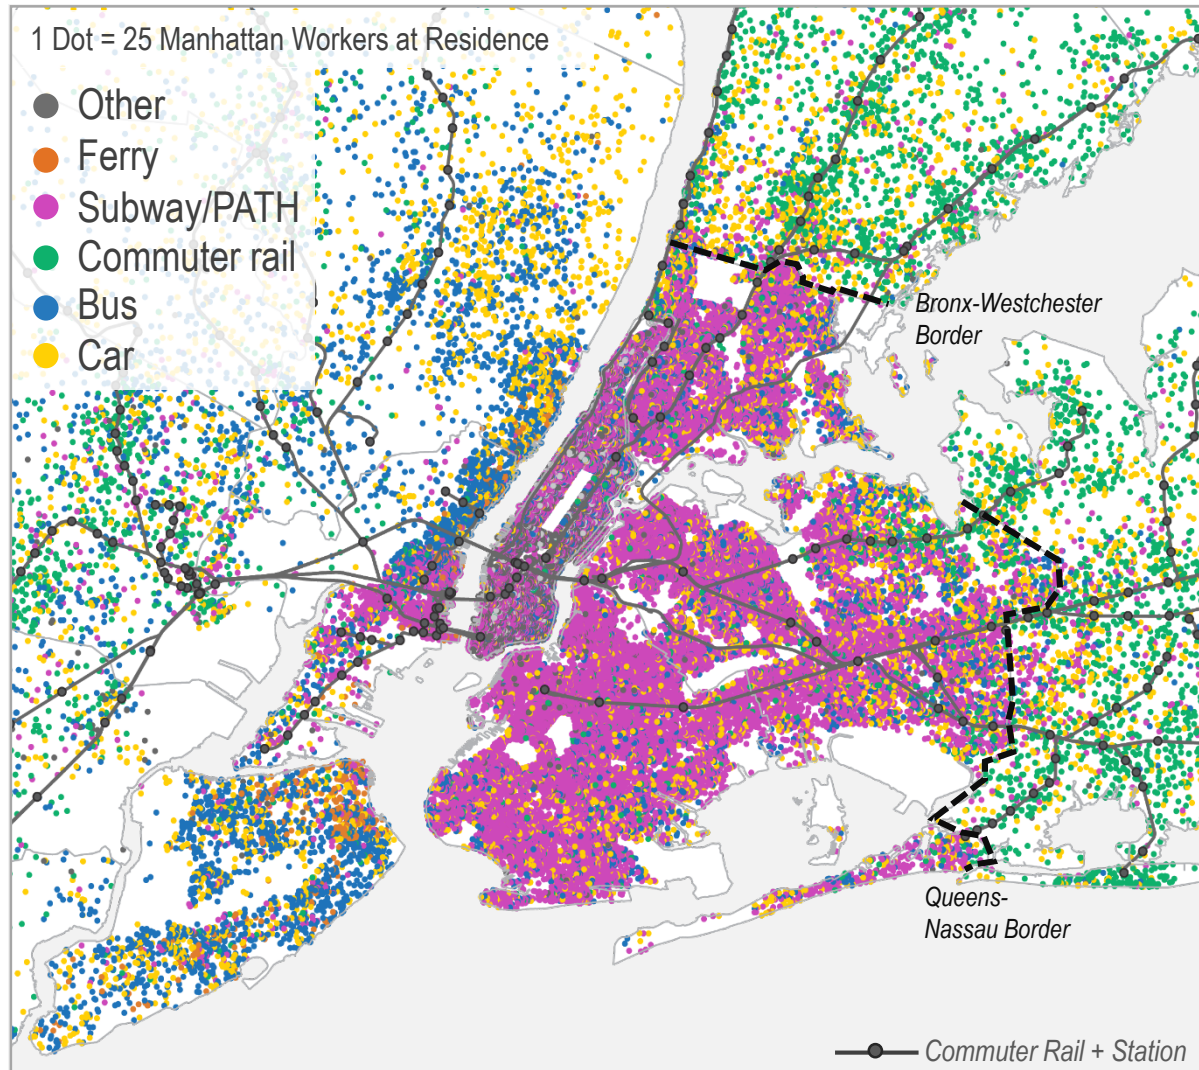 1 Dot = 25 Manhattan Workers at Residence
Other
Ferry
Subway/PATH
Commuter rail
Bus
Car
Bronx-Westchester
Border
Queens-
Nassau Border
Commuter Rail + Station